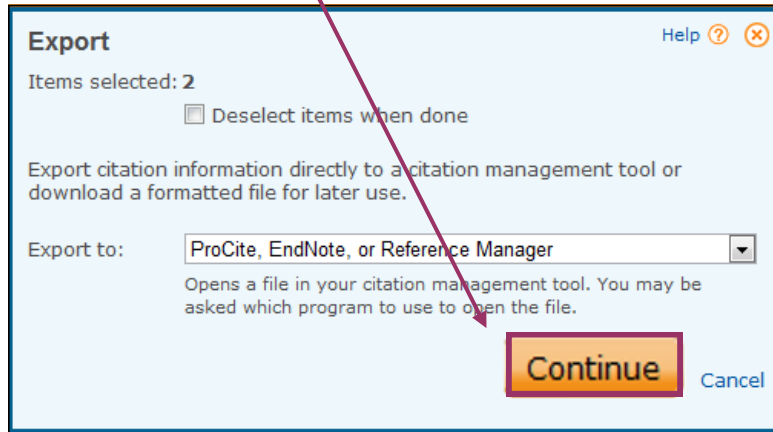 Export
Help ?
Items selected: 2
Deselect items when done
Export citation information directly to a citation management tool or
download a formatted file for later use.
Export to: ProCite, EndNote, or Reference Manager
Opens a file in your citation management tool. You may be
asked which program to use to open the file.
Continue
Cancel